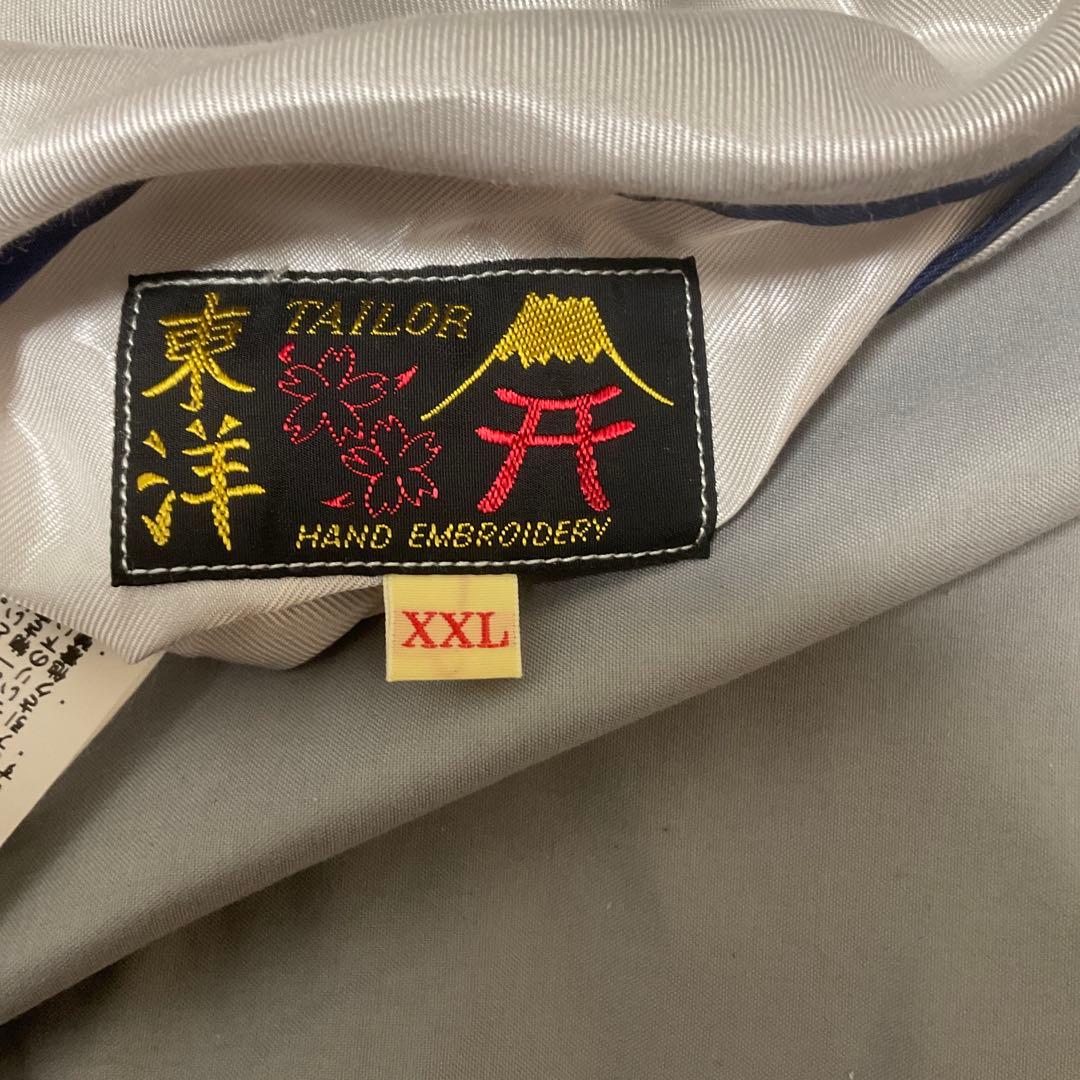 東洋
TAILOR
HAND EMBROIDERY
XXL